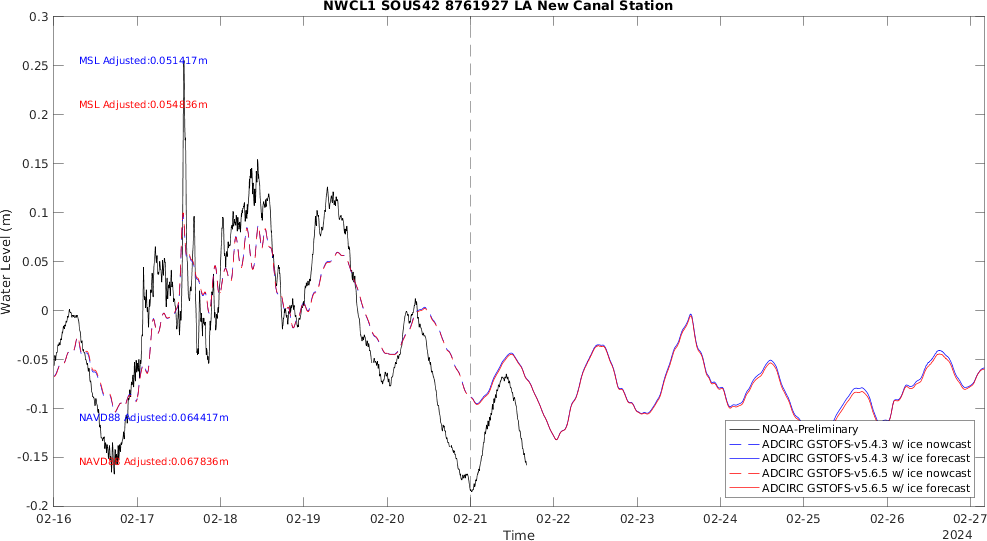 NWCL1 SOUS42 8761927 LA New Canal Station
0.3
0.25
0.2
0.15
0.1
0.05
0
-0.05
-0.1
-0.15
-0.2
Water Level (m)
MSL Adjusted:0.051417m
MSL Adjusted:0.054836m
NAVD88 Adjusted:0.064417m
NAVD88 Adjusted:0.067836m
NOAA-Preliminary
ADCIRC GSTOFS-v5.4.3 w/ ice nowcast
ADCIRC GSTOFS-v5.4.3 w/ ice forecast
ADCIRC GSTOFS-v5.6.5 w/ ice nowcast
ADCIRC GSTOFS-v5.6.5 w/ ice forecast
02-16 02-17 02-18 02-19 02-20 02-21 02-22 02-23 02-24 02-25 02-26 02-27
Time
2024